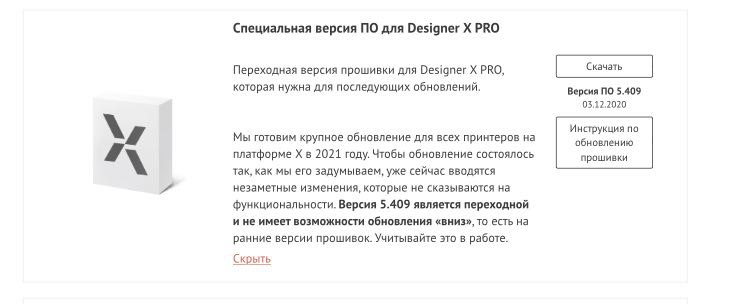 Специальная версия ПО для Designer X PRO
Переходная версия прошивки для Designer X PRO,
которая нужна для последующих обновлений.
Мы готовим крупное обновление для всех принтеров на
платформе X в 2021 году. Чтобы обновление состоялось
так, как мы его задумываем, уже сейчас вводятся
незаметные изменения, которые не сказываются на
функциональности. Версия 5.409 является переходной
и не имеет возможности обновления «вниз», то есть на
ранние версии прошивок. Учитывайте это в работе.
Скрыть
Скачать
Версия ПО 5.409
03.12.2020
Инструкция по
обновлению
прошивки
X